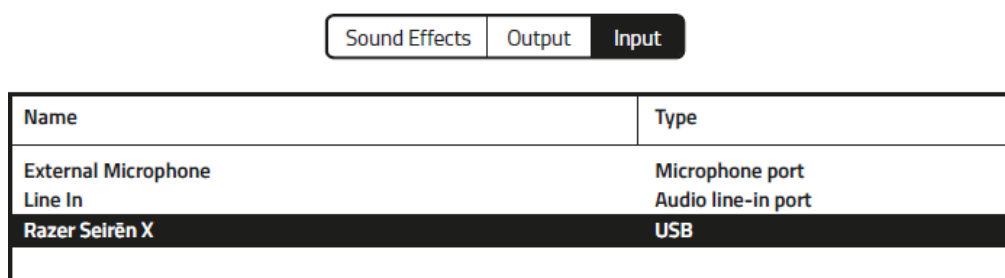 Sound Effects Output Input
Name Type
External Microphone Microphone port
Line In Audio line-in port
Razer Seirēn X USB